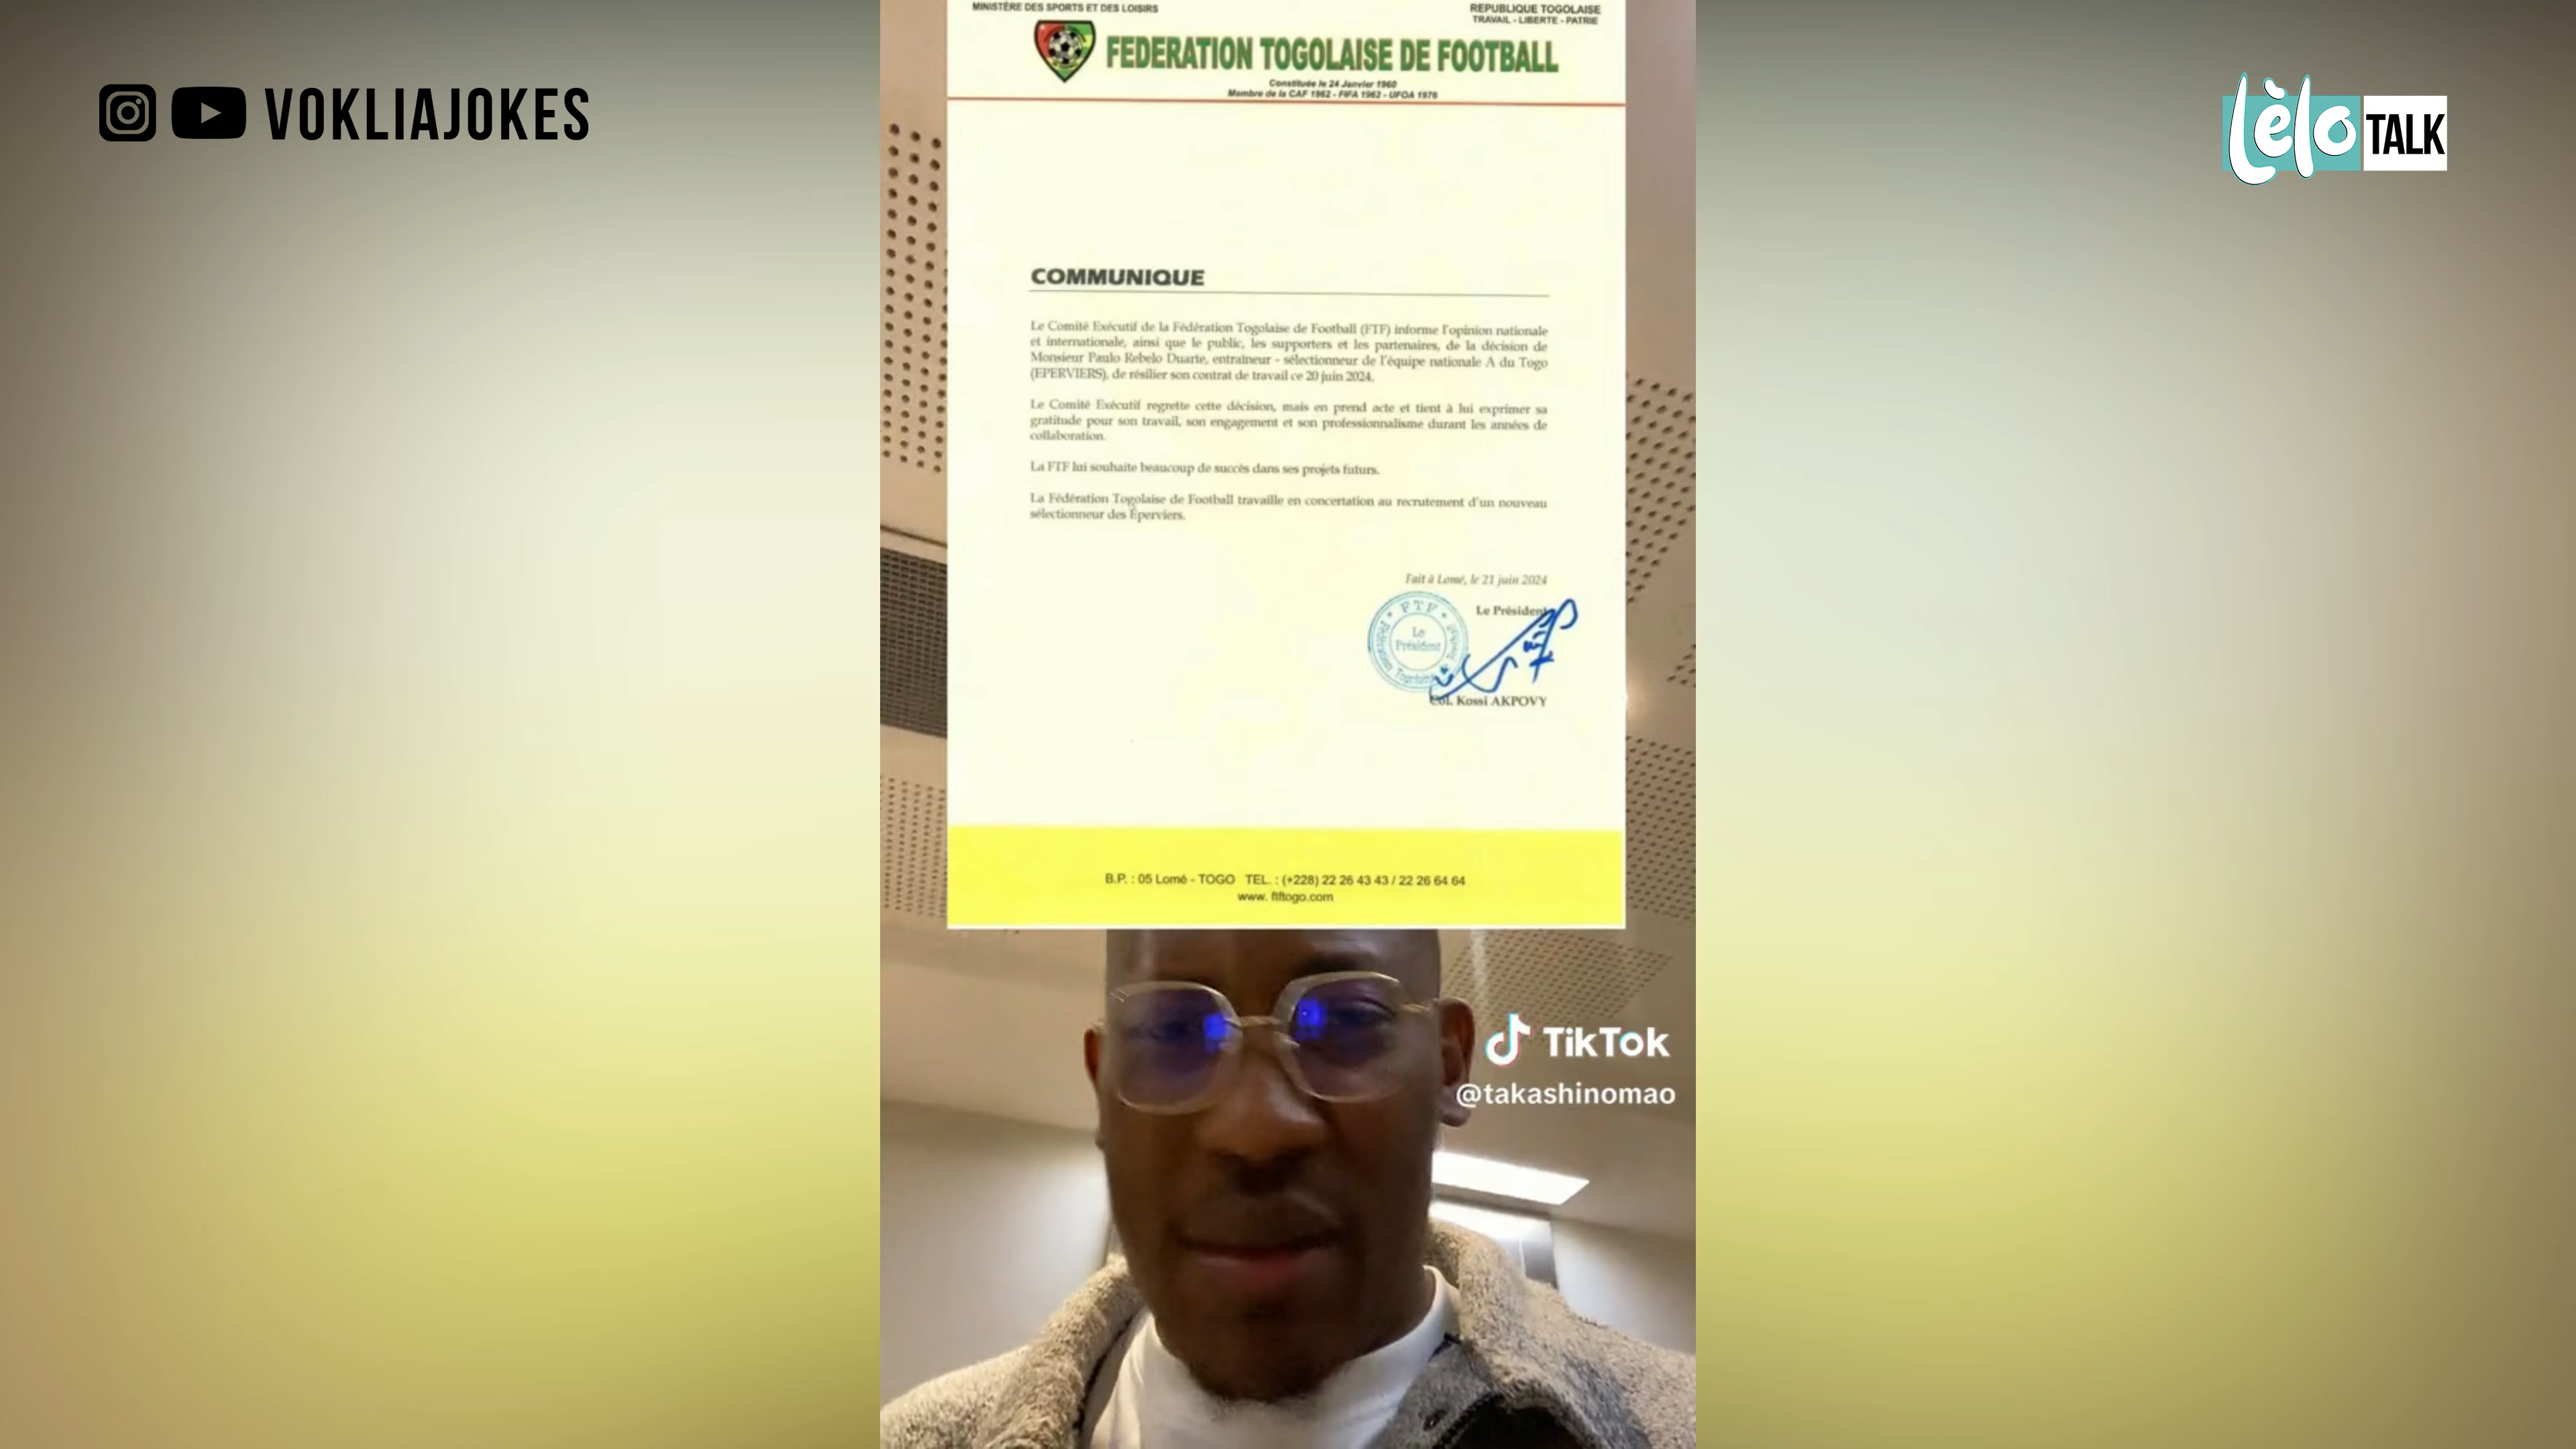 VOKLIAJOKES
Lèlo TALK
MINISTÈRE DES SPORTS ET DES LOISIRS
REPUBLIQUE TOGOLAISE
TRAVAIL - LIBERTE - PATRIE
FEDERATION TOGOLAISE DE FOOTBALL
Constituée le 24 Janvier 1960
Membre de la CAF 1962 - FIFA 1962 - UFOA 1976
COMMUNIQUE
Le Comité Exécutif de la Fédération Togolaise de Football (FTF) informe l'opinion nationale
et internationale, ainsi que le public, les supporters et les partenaires, de la décision de
Monsieur Paulo Rebelo Duarte, entraîneur - sélectionneur de l'équipe nationale A du Togo
(EPERVIERS), de résilier son contrat de travail ce 20 juin 2024.
Le Comité Exécutif regrette cette décision, mais en prend acte et tient à lui exprimer sa
gratitude pour son travail, son engagement et son professionnalisme durant les années de
collaboration.
La FTF lui souhaite beaucoup de succès dans ses projets futurs.
La Fédération Togolaise de Football travaille en concertation au recrutement d'un nouveau
sélectionneur des Éperviers.
Fait à Lomé, le 21 juin 2024
Le Président
FTF
Le
Président
Fédération Togolaise Football
Col. Kossi AKPOVY
B.P. : 05 Lomé - TOGO TEL. : (+228) 22 26 43 43 / 22 26 64 64
www. ftftogo.com
TikTok
@takashinomao